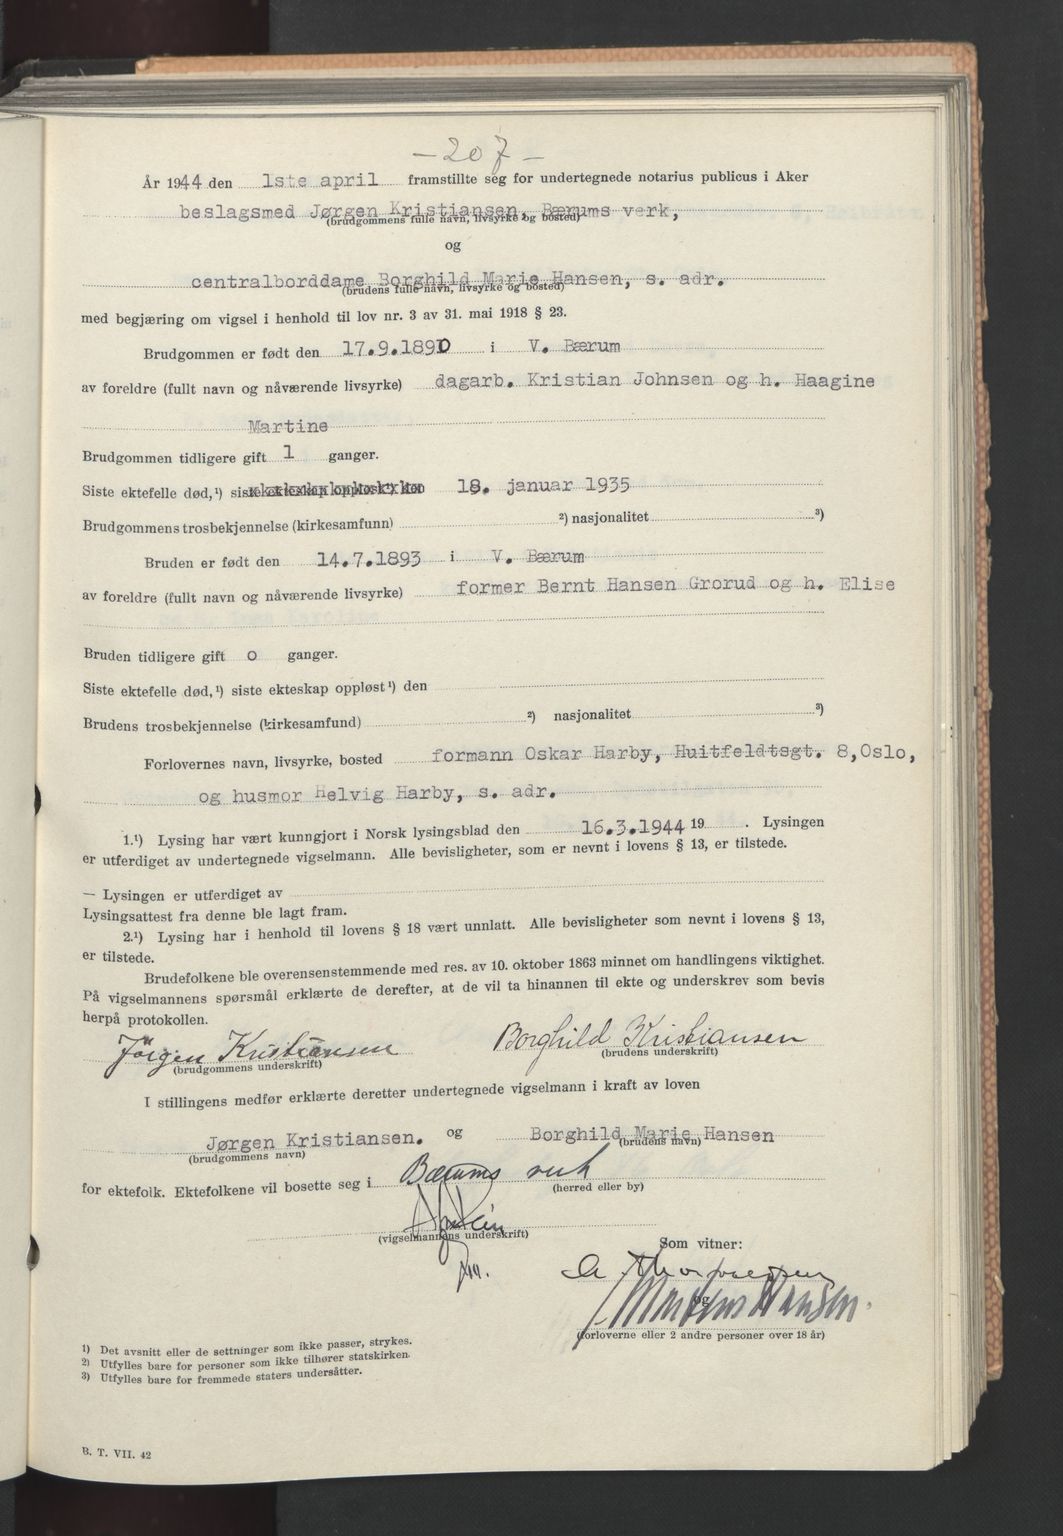 - 207 -
År 1944 den 1ste april framstillte seg for undertegnede notarius publicus i Aker
beslagsmed Jørgen Kristiansen, Bærums verk,
(brudgommens fulle navn, livsyrke og bosted)
og
centralborddame Borghild Marie Hansen, s. adr.
(brudens fulle navn, livsyrke og bosted)
med begjæring om vigsel i henhold til lov nr. 3 av 31. mai 1918 § 23.
Brudgommen er født den 17.9.1890 i V. Bærum
av foreldre (fullt navn og nåværende livsyrke) dagarb. Kristian Johnsen og h. Haagine
Martine
Brudgommen tidligere gift 1 ganger.
Siste ektefelle død,¹) siste ekteskap oppløst¹) den 18. januar 1935
Brudgommens trosbekjennelse (kirkesamfunn) ²) nasjonalitet ³)
Bruden er født den 14.7.1893 i V. Bærum
av foreldre (fullt navn og nåværende livsyrke) former Bernt Hansen Grorud og h. Elise
Bruden tidligere gift o ganger.
Siste ektefelle død,¹) siste ekteskap oppløst¹) den
Brudens trosbekjennelse (kirkesamfund) ²) nasjonalitet ³)
Forlovernes navn, livsyrke, bosted formann Oskar Harby, Huitfeldtsgt. 8,Oslo,
og husmor Helvig Harby, s. adr.
1.¹) Lysing har vært kunngjort i Norsk lysingsblad den 16.3.1944 19 . Lysingen
er utferdiget av undertegnede vigselmann. Alle bevisligheter, som er nevnt i lovens § 13, er tilstede.
— Lysingen er utferdiget av
Lysingsattest fra denne ble lagt fram.
2.¹) Lysing har i henhold til lovens § 18 vært unnlatt. Alle bevisligheter som nevnt i lovens § 13,
er tilstede.
Brudefolkene ble overensenstemmende med res. av 10. oktober 1863 minnet om handlingens viktighet.
På vigselmannens spørsmål erklærte de derefter, at de vil ta hinannen til ekte og underskrev som bevis
herpå protokollen.
Jörgen Kristiansen Borghild Kristiansen
(brudgommens underskrift) (brudens underskrift)
I stillingens medfør erklærte deretter undertegnede vigselmann i kraft av loven
Jørgen Kristiansen. og Borghild Marie Hansen
(brudgommens navn) (brudens navn)
for ektefolk. Ektefolkene vil bosette seg i Bærums verk
(herred eller by)
(vigselmannens underskrift)
Som vitner:
og
Hansen.
(forloverne eller 2 andre personer over 18 år)
1) Det avsnitt eller de settninger som ikke passer, strykes.
2) Utfylles bare for personer som ikke tilhører statskirken.
3) Utfylles bare for fremmede staters undersåtter.
B. T. VII. 42